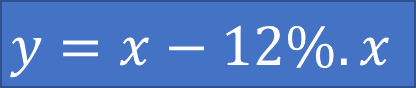 y = x − 12%. x